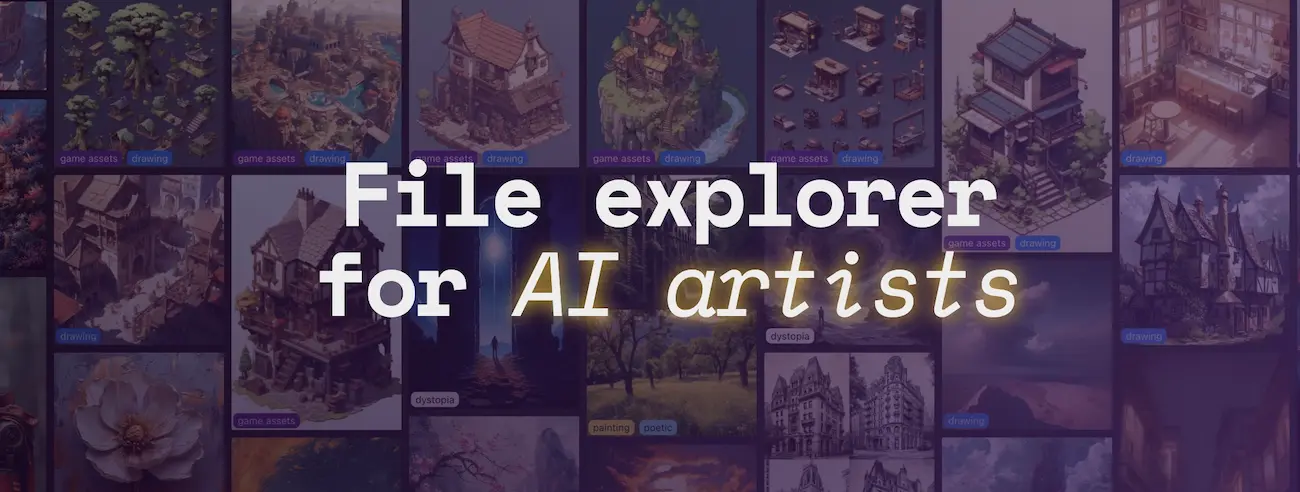 game assets drawing
game assets drawing
game assets drawing
game assets drawing
game assets drawing
drawing
File explorer
game assets drawing
for AI artists
drawing
dystopia
drawing
dystopia
game assets
painting poetic
drawing